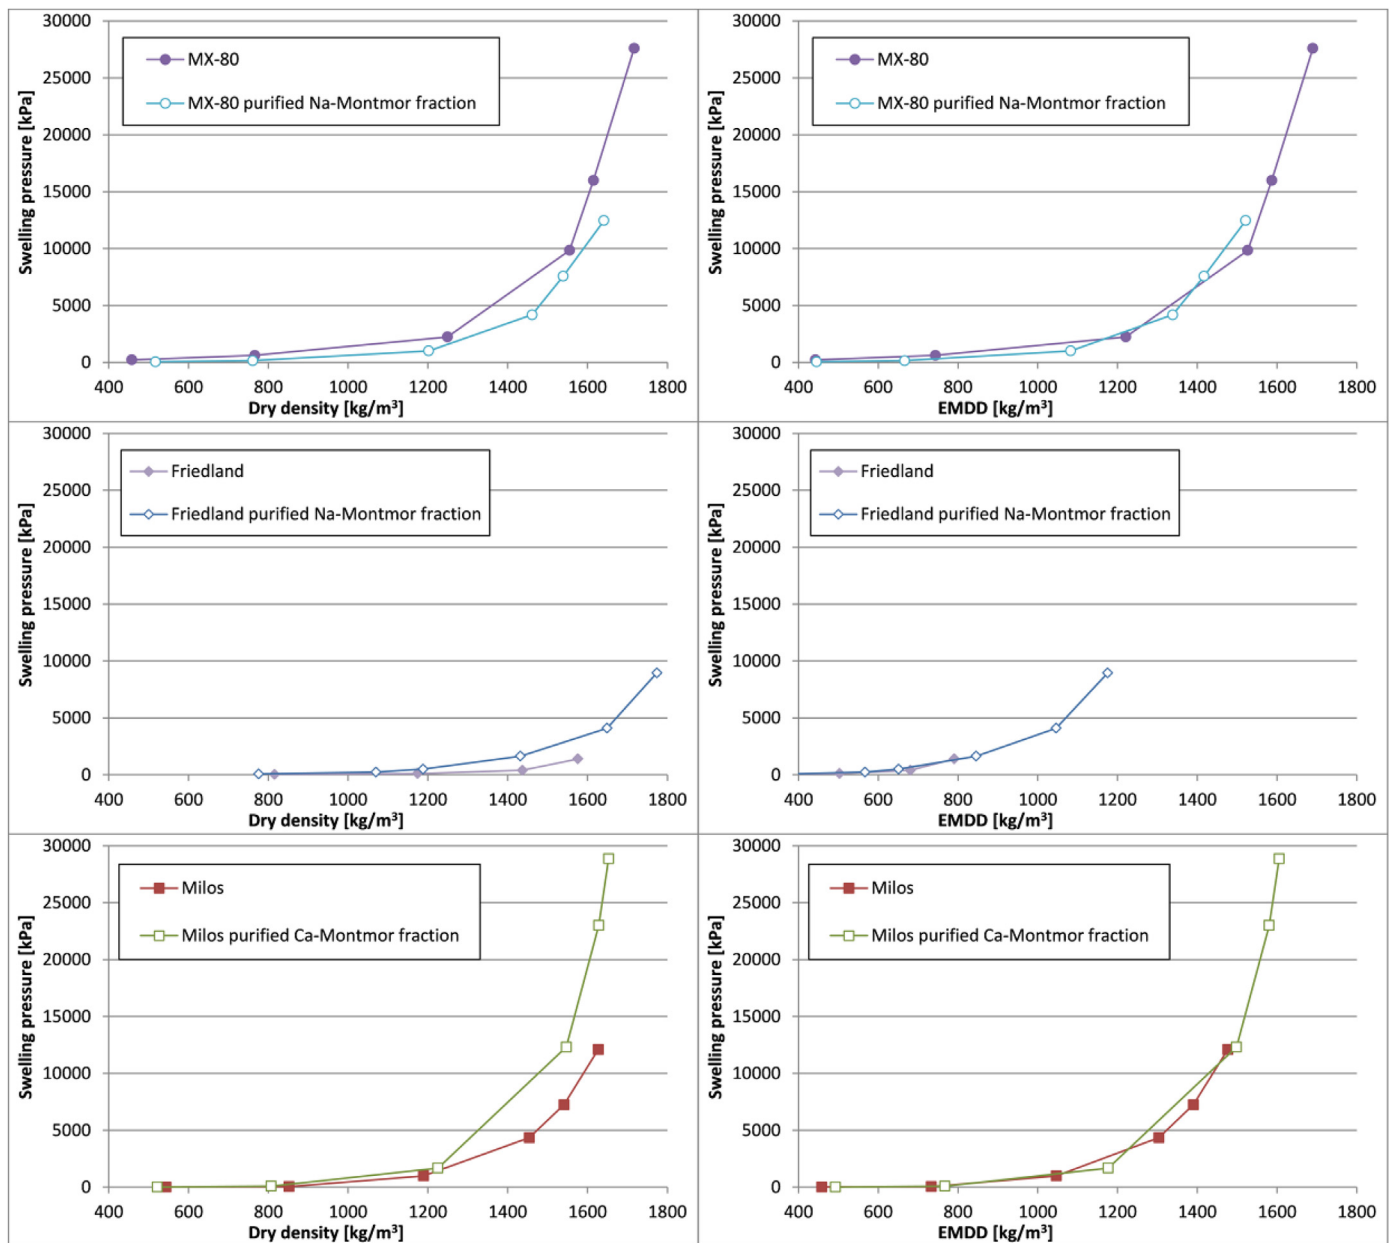 30000
25000
20000
15000
10000
5000
0
Swelling pressure [kPa]
MX-80
MX-80 purified Na-Montmor fraction
400 600 800 1000 1200 1400 1600 1800
Dry density [kg/m³]
30000
25000
20000
15000
10000
5000
0
Swelling pressure [kPa]
MX-80
MX-80 purified Na-Montmor fraction
400 600 800 1000 1200 1400 1600 1800
EMDD [kg/m³]
30000
25000
20000
15000
10000
5000
0
Swelling pressure [kPa]
Friedland
Friedland purified Na-Montmor fraction
400 600 800 1000 1200 1400 1600 1800
Dry density [kg/m³]
30000
25000
20000
15000
10000
5000
0
Swelling pressure [kPa]
Friedland
Friedland purified Na-Montmor fraction
400 600 800 1000 1200 1400 1600 1800
EMDD [kg/m³]
30000
25000
20000
15000
10000
5000
0
Swelling pressure [kPa]
Milos
Milos purified Ca-Montmor fraction
400 600 800 1000 1200 1400 1600 1800
Dry density [kg/m³]
30000
25000
20000
15000
10000
5000
0
Swelling pressure [kPa]
Milos
Milos purified Ca-Montmor fraction
400 600 800 1000 1200 1400 1600 1800
EMDD [kg/m³]